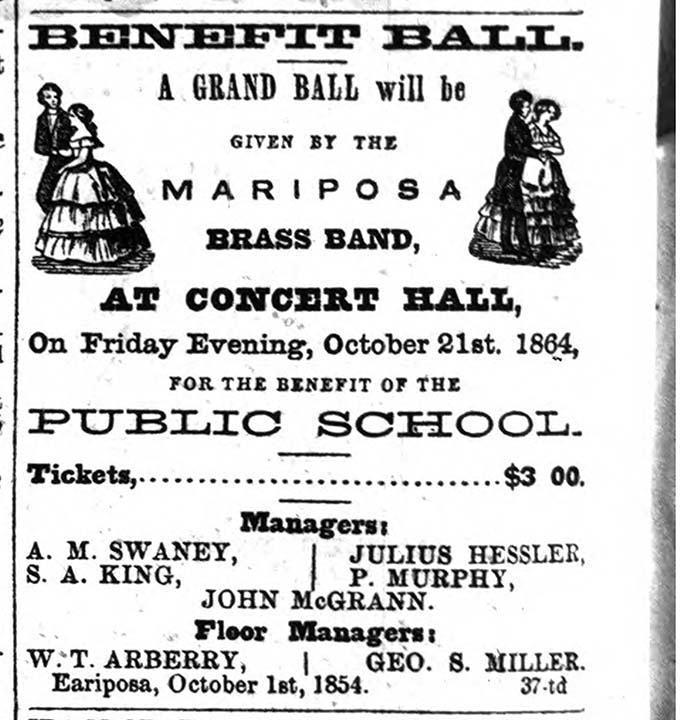 BENEFIT BALL.
A GRAND BALL will be
GIVEN BY THE
MARIPOSA
BRASS BAND,
AT CONCERT HALL,
On Friday Evening, October 21st. 1864,
FOR THE BENEFIT OF THE
PUBLIC SCHOOL.
Tickets,..............................$3 00.
Managers:
A. M. SWANEY, | JULIUS HESSLER,
S. A. KING, | P. MURPHY,
JOHN McGRANN.
Floor Managers:
W. T. ARBERRY, | GEO. S. MILLER.
Eariposa, October 1st, 1854. 37-td